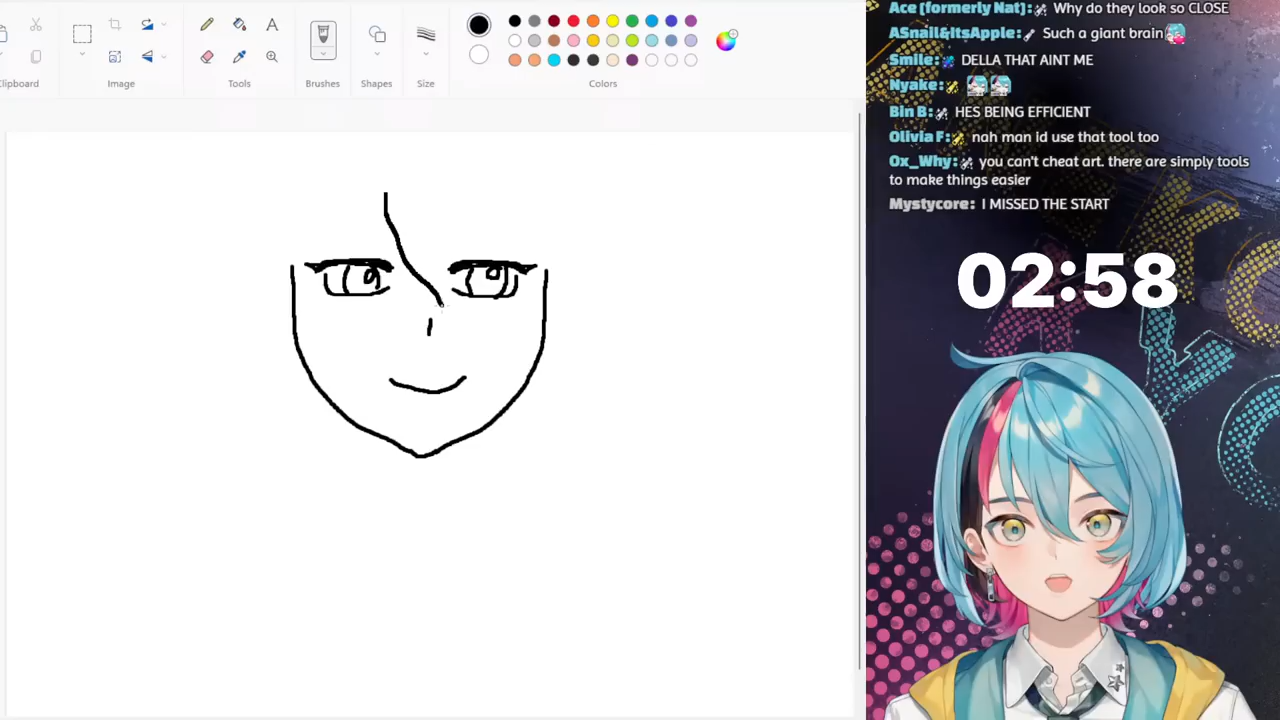 Clipboard
Image
Tools
Brushes
Shapes
Size
Colors
Ace (formerly Nat): Why do they look so CLOSE
ASnail&ItsApple: Such a giant brain
Smile: DELLA THAT AINT ME
Nyake:
Bin B: HES BEING EFFICIENT
Olivia F: nah man id use that tool too
Ox_Why: you can't cheat art. there are simply tools
to make things easier
Mystycore: I MISSED THE START
02:58